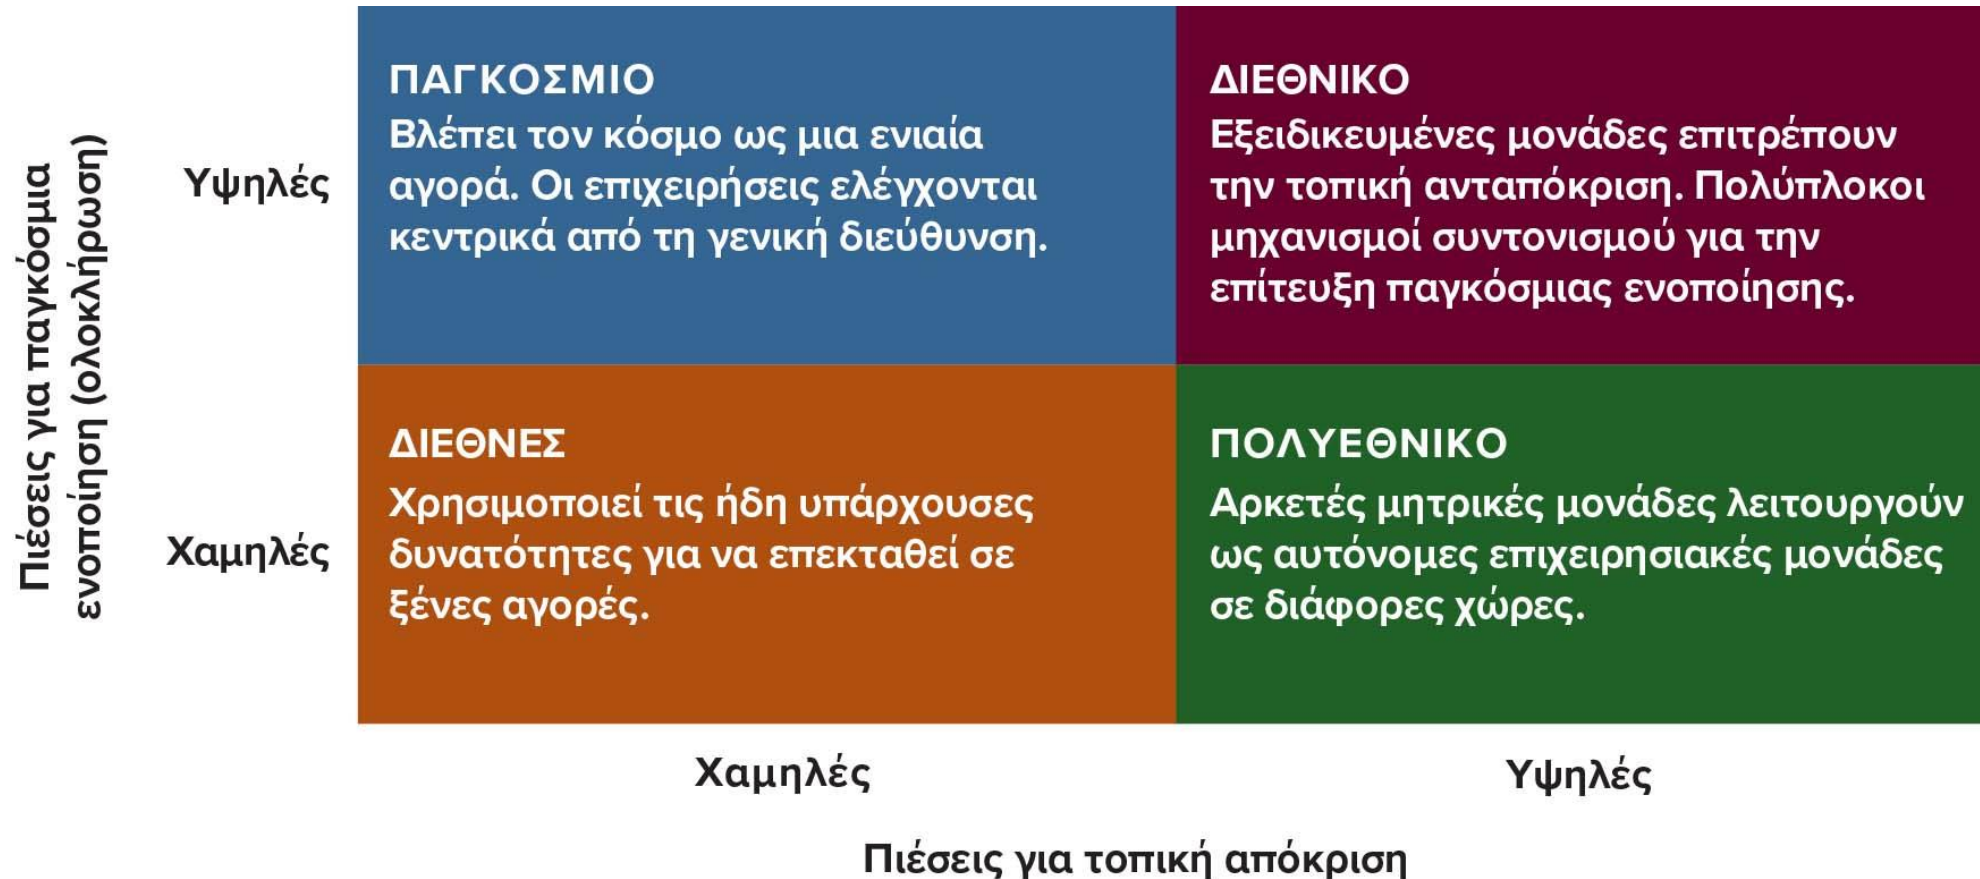 Πιέσεις για παγκόσμια
ενοποίηση (ολοκλήρωση)
Υψηλές
ΠΑΓΚΟΣΜΙΟ
Βλέπει τον κόσμο ως μια ενιαία
αγορά. Οι επιχειρήσεις ελέγχονται
κεντρικά από τη γενική διεύθυνση.
ΔΙΕΘΝΙΚΟ
Εξειδικευμένες μονάδες επιτρέπουν
την τοπική ανταπόκριση. Πολύπλοκοι
μηχανισμοί συντονισμού για την
επίτευξη παγκόσμιας ενοποίησης.
Χαμηλές
ΔΙΕΘΝΕΣ
Χρησιμοποιεί τις ήδη υπάρχουσες
δυνατότητες για να επεκταθεί σε
ξένες αγορές.
ΠΟΛΥΕΘΝΙΚΟ
Αρκετές μητρικές μονάδες λειτουργούν
ως αυτόνομες επιχειρησιακές μονάδες
σε διάφορες χώρες.
Χαμηλές
Υψηλές
Πιέσεις για τοπική απόκριση